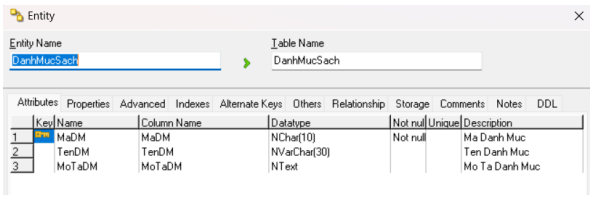 Entity
Entity Name Table Name
DanhMucSach DanhMucSach
Attributes Properties Advanced Indexes Alternate Keys Others Relationship Storage Comments Notes DDL
Key Name Column Name Datatype Not nul Unique Description
1 MaDM MaDM NChar(10) Not null Ma Danh Muc
2 TenDM TenDM NVarChar(30) Ten Danh Muc
3 MoTaDM MoTaDM NText Mo Ta Danh Muc